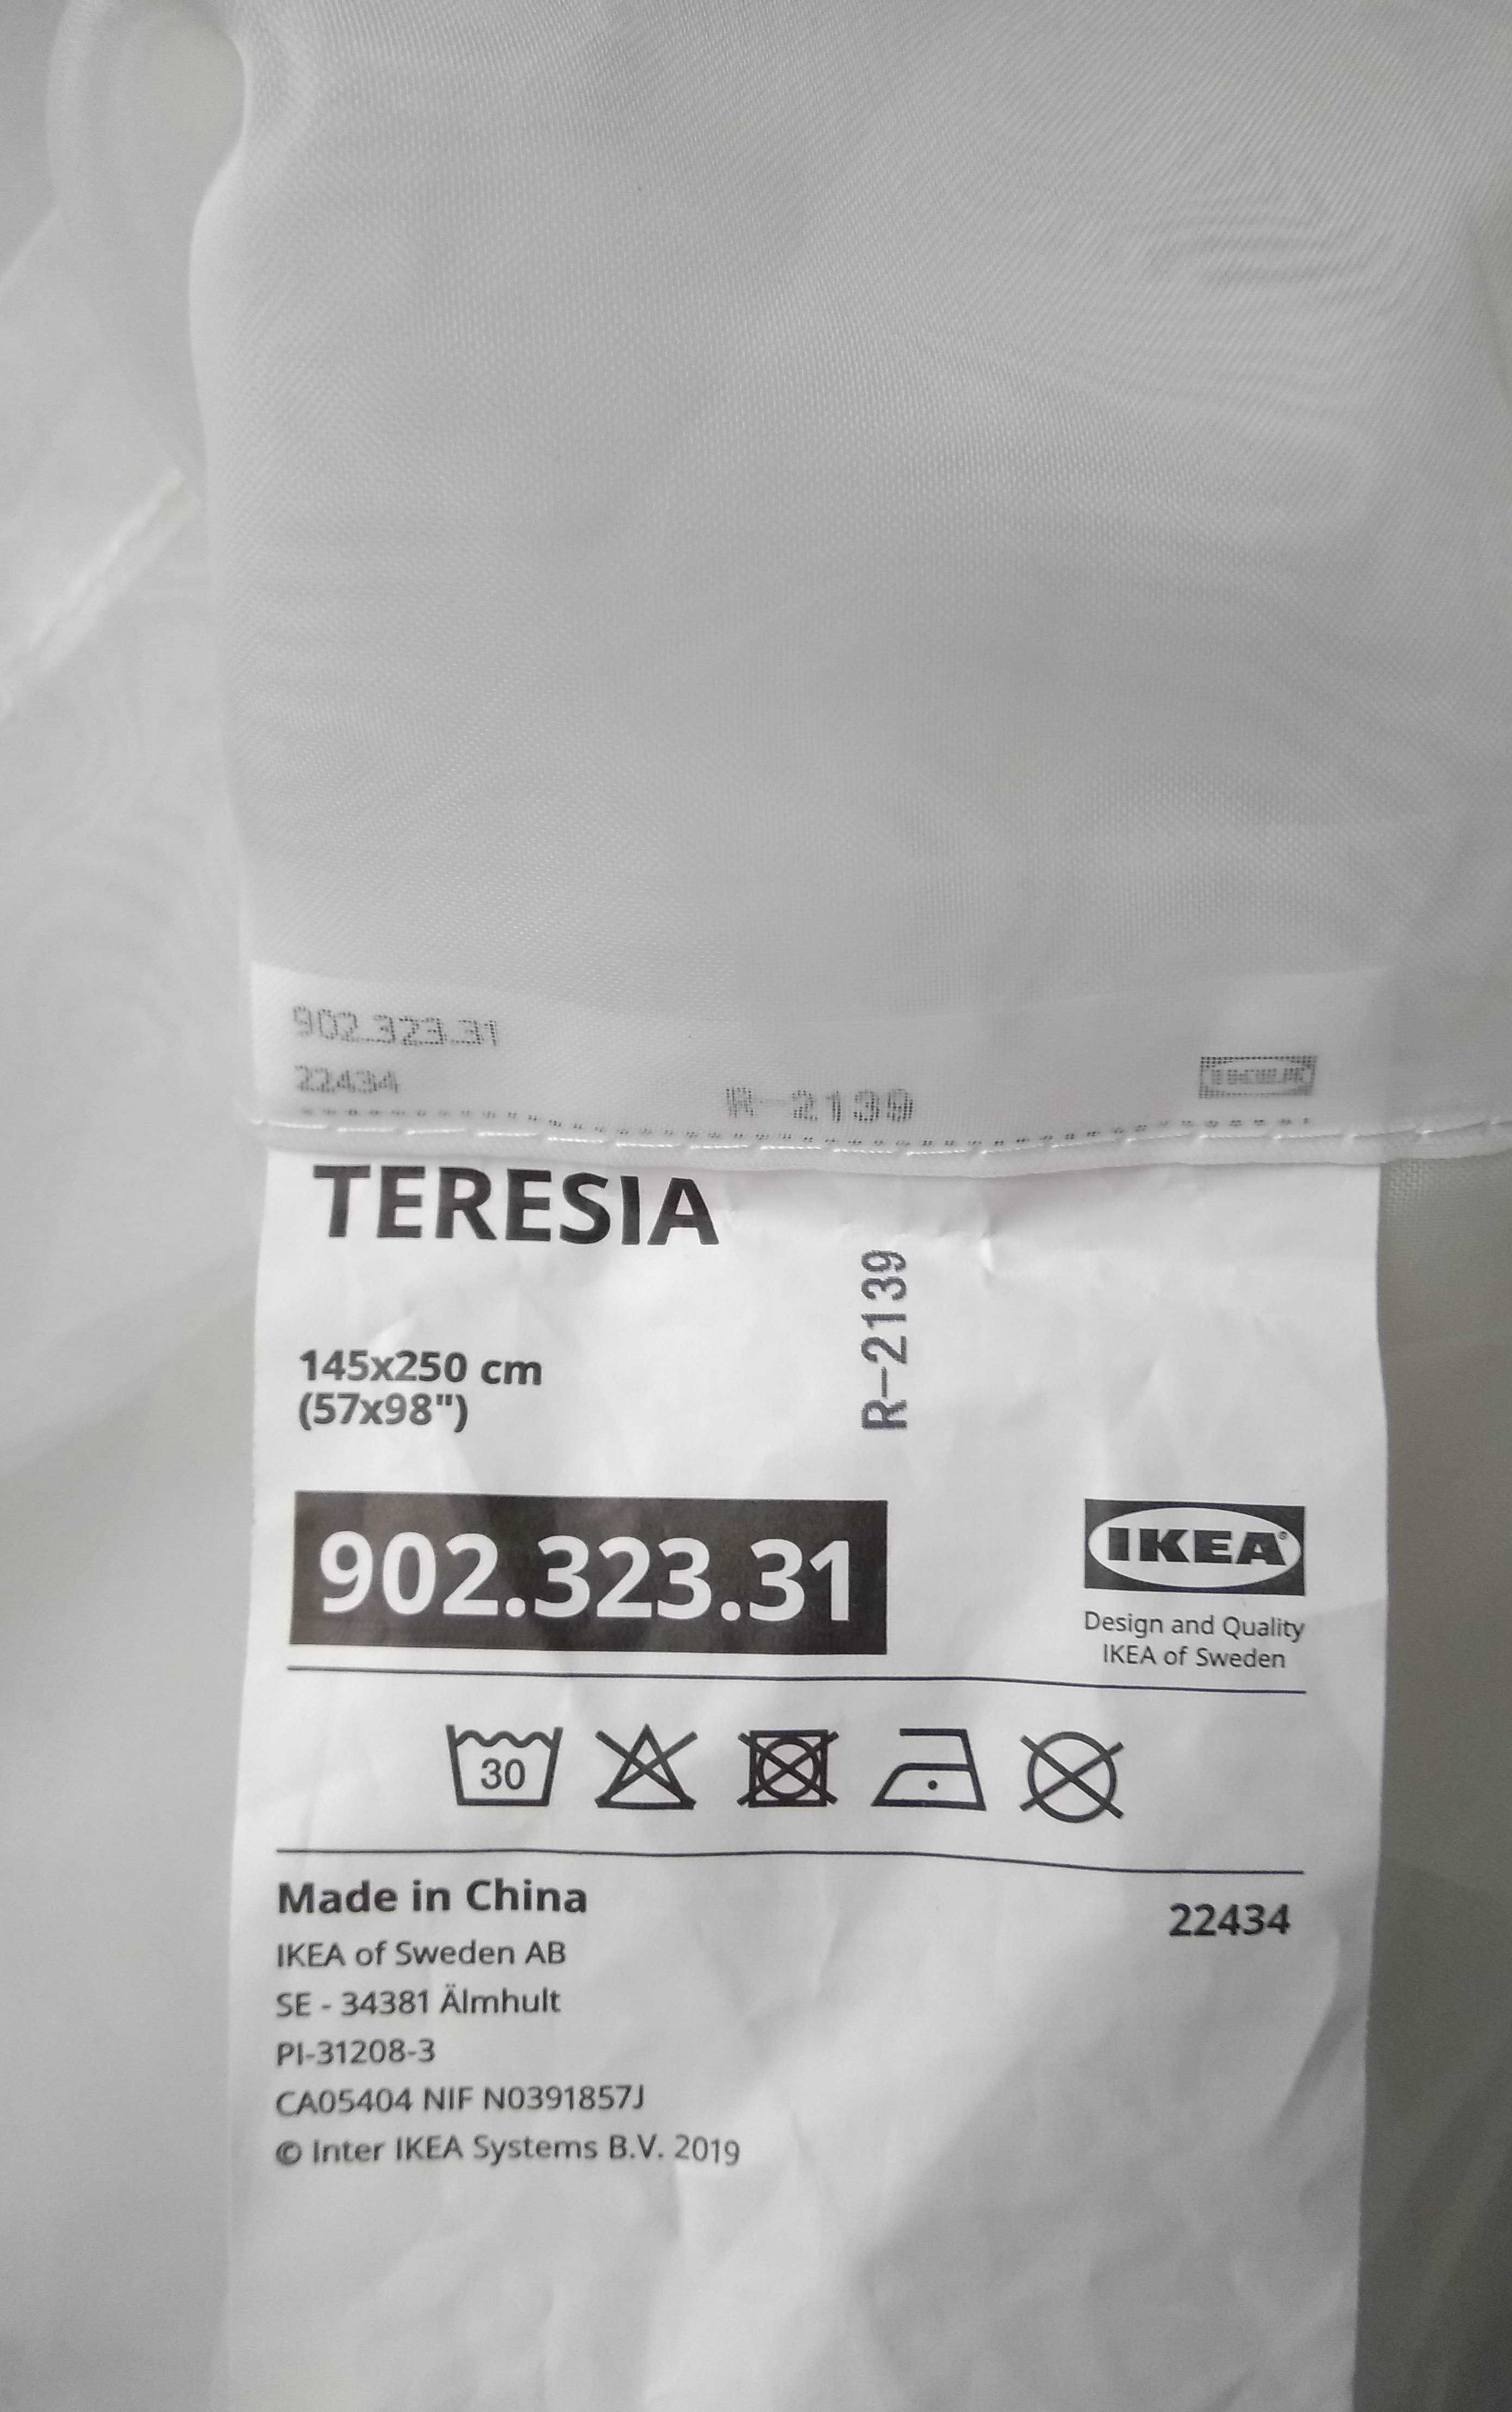 902.323.31
22434
R-2139
TERESIA
R-2139
145x250 cm
(57x98")
902.323.31
IKEA®
Design and Quality
IKEA of Sweden
30
Made in China
22434
IKEA of Sweden AB
SE - 34381 Älmhult
PI-31208-3
CA05404 NIF N0391857J
© Inter IKEA Systems B.V. 2019